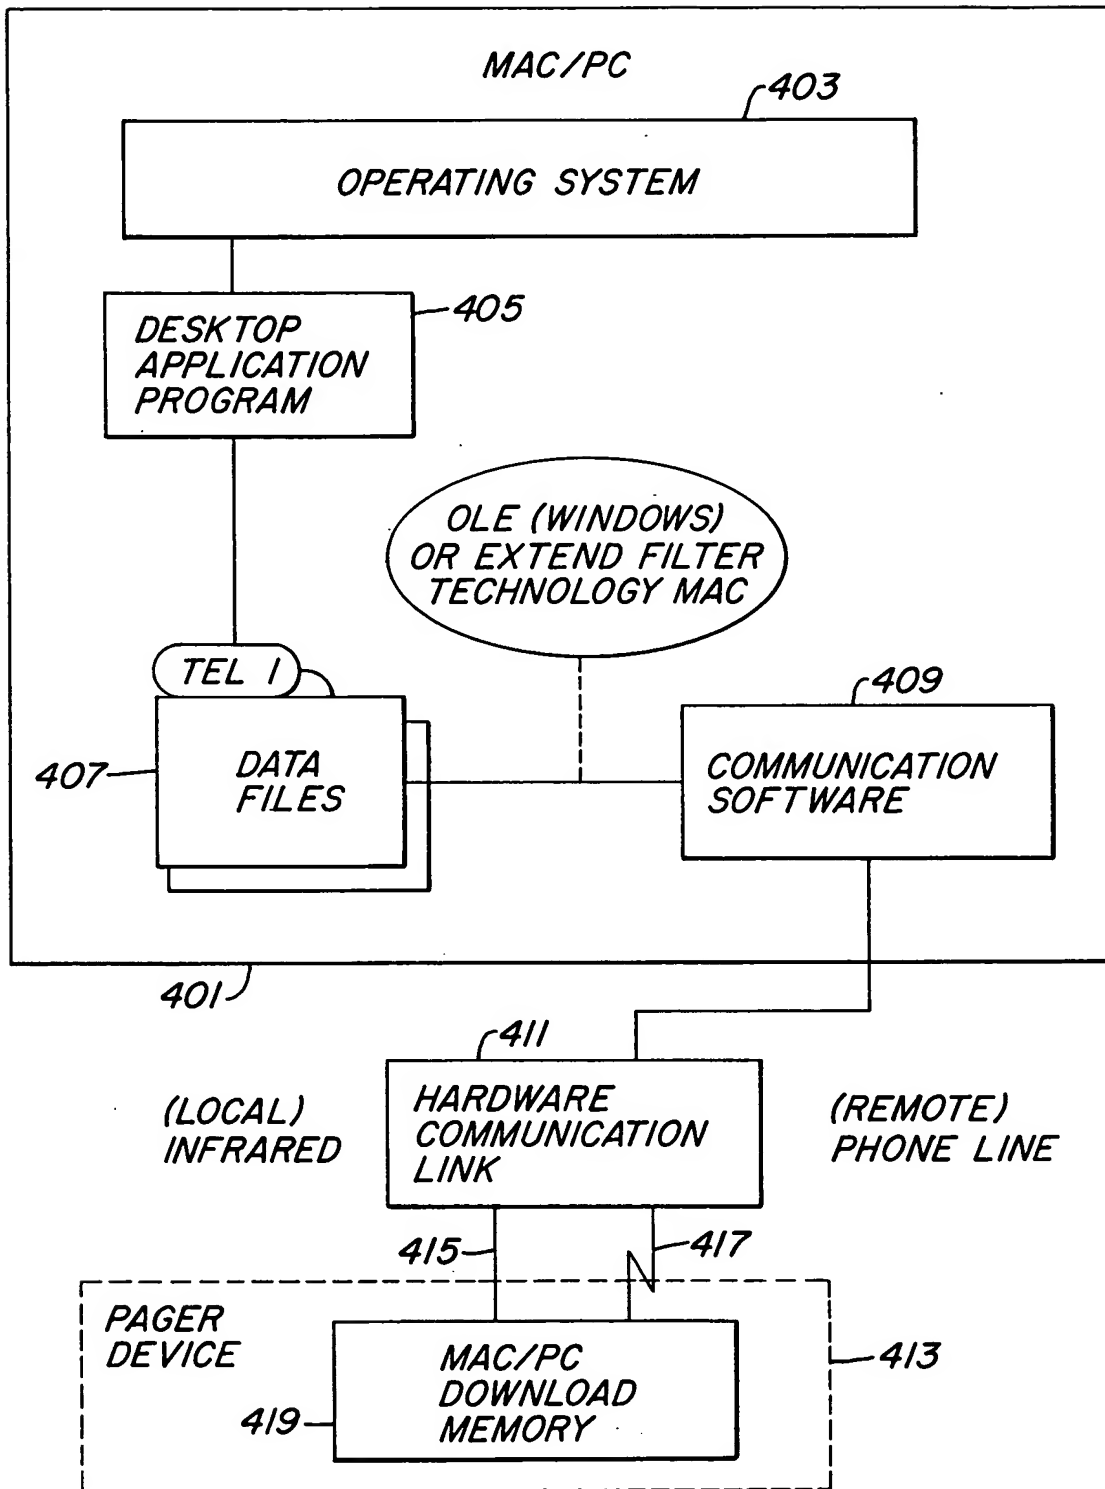 MAC/PC
403
OPERATING SYSTEM
405
DESKTOP
APPLICATION
PROGRAM
OLE (WINDOWS)
OR EXTEND FILTER
TECHNOLOGY MAC
TEL 1
409
407
DATA
FILES
COMMUNICATION
SOFTWARE
401
411
(LOCAL)
INFRARED
HARDWARE
COMMUNICATION
LINK
(REMOTE)
PHONE LINE
415
417
PAGER
DEVICE
413
MAC/PC
DOWNLOAD
MEMORY
419